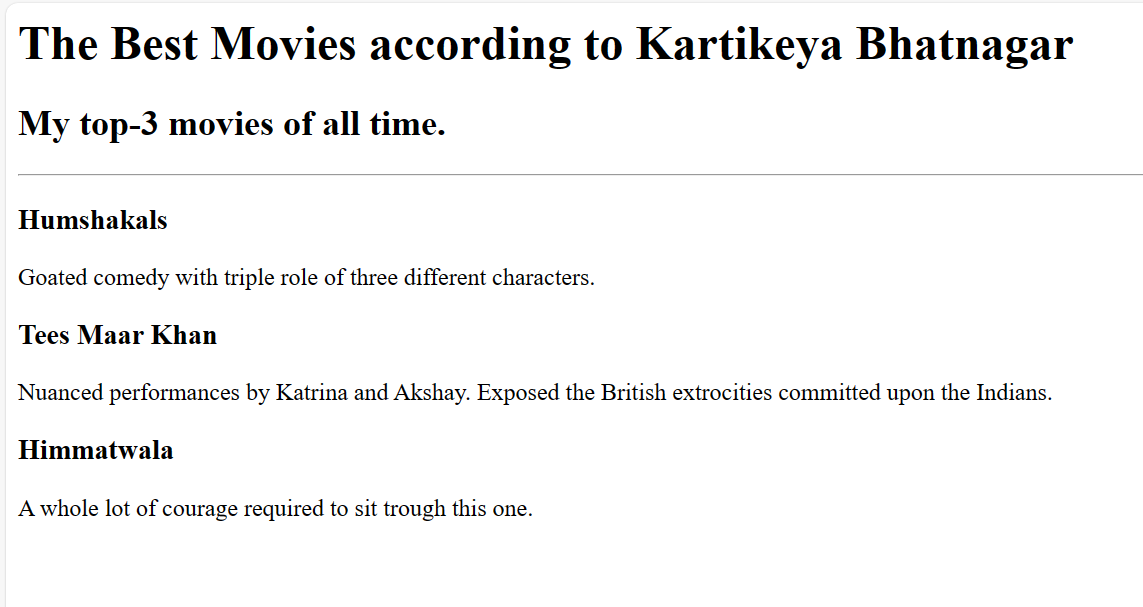 The Best Movies according to Kartikeya Bhatnagar
My top-3 movies of all time.
Humshakals
Goated comedy with triple role of three different characters.
Tees Maar Khan
Nuanced performances by Katrina and Akshay. Exposed the British extrocities committed upon the Indians.
Himmatwala
A whole lot of courage required to sit trough this one.